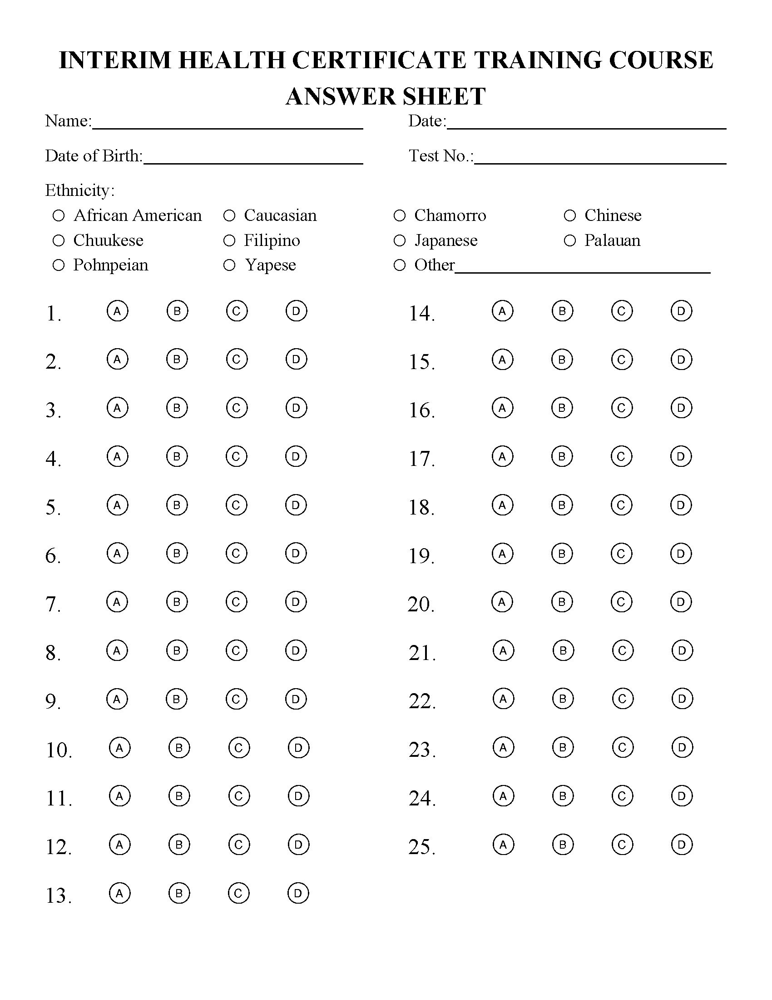 INTERIM HEALTH CERTIFICATE TRAINING COURSE
ANSWER SHEET
Name: Date:
Date of Birth: Test No.:
Ethnicity:
African American Caucasian Chamorro Chinese
Chuukese Filipino Japanese Palauan
Pohnpeian Yapese Other
1. A B C D
2. A B C D
3. A B C D
4. A B C D
5. A B C D
6. A B C D
7. A B C D
8. A B C D
9. A B C D
10. A B C D
11. A B C D
12. A B C D
13. A B C D
14. A B C D
15. A B C D
16. A B C D
17. A B C D
18. A B C D
19. A B C D
20. A B C D
21. A B C D
22. A B C D
23. A B C D
24. A B C D
25. A B C D